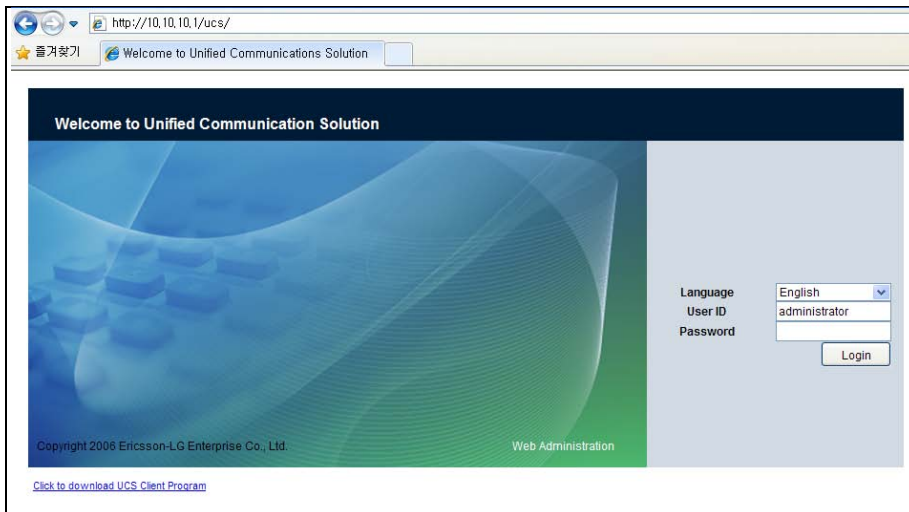 http://10,10,10,1/ucs/
즐겨찾기 Welcome to Unified Communications Solution
Welcome to Unified Communication Solution
Language English
User ID administrator
Password
Login
Copyright 2006 Ericsson-LG Enterprise Co., Ltd. Web Administration
Click to download UCS Client Program